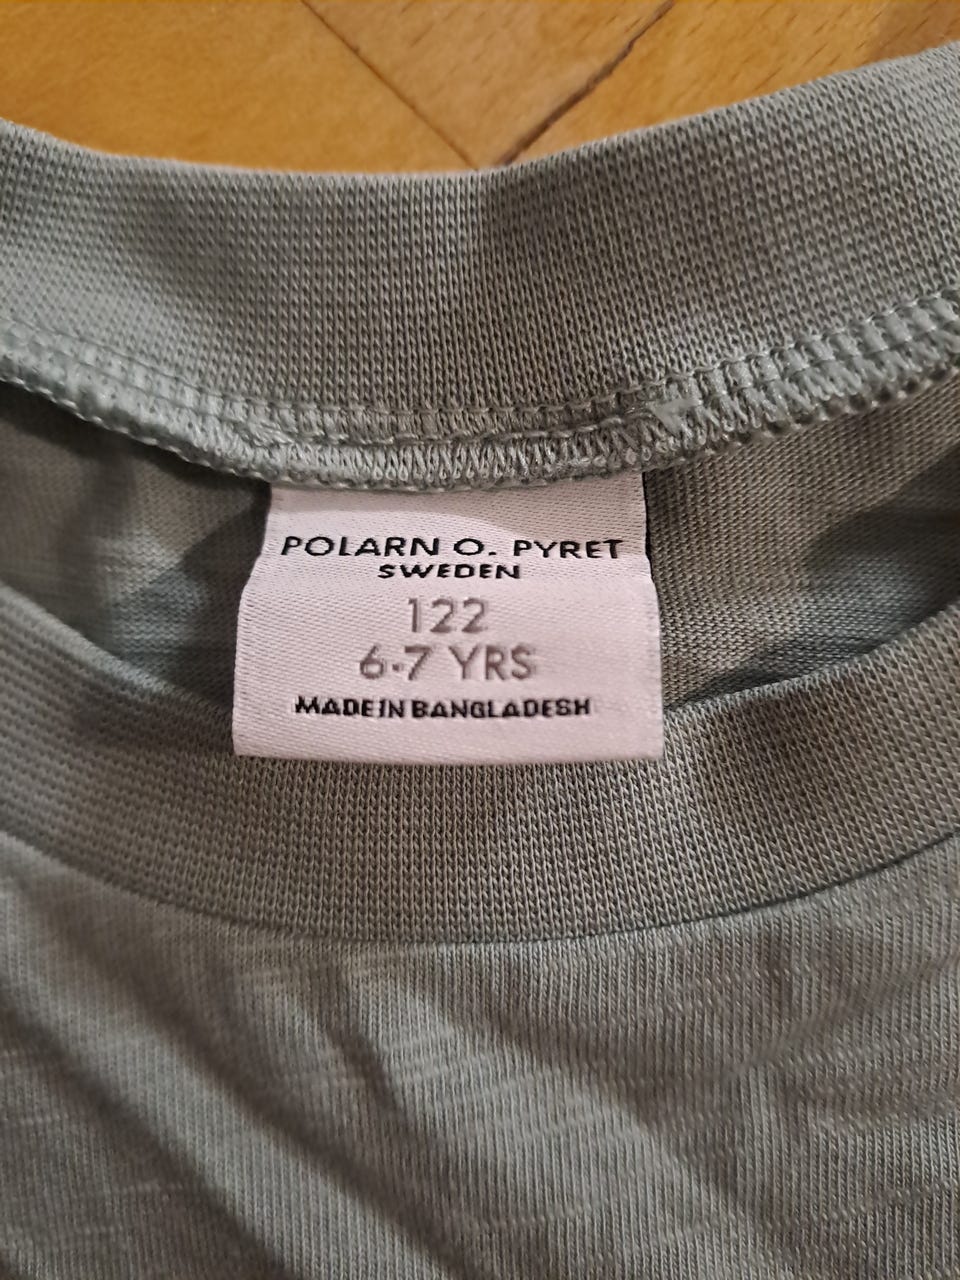 POLARN O. PYRET
SWEDEN
122
6-7 YRS
MADE IN BANGLADESH